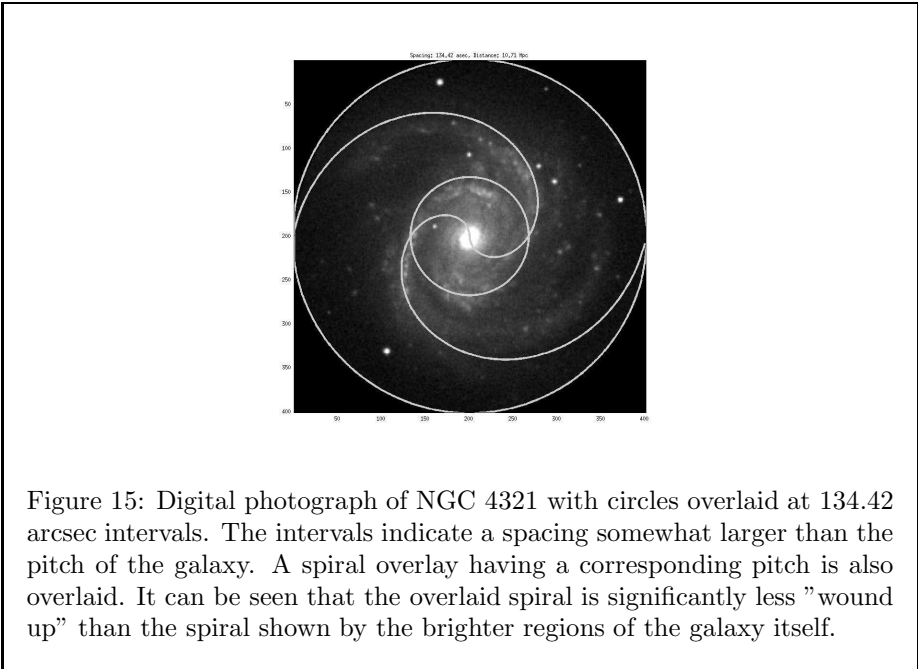 Spacing: 134.42 asec, Distance: 10.71 Mpc
50
100
150
200
250
300
350
400
50 100 150 200 250 300 350 400
Figure 15: Digital photograph of NGC 4321 with circles overlaid at 134.42
arcsec intervals. The intervals indicate a spacing somewhat larger than the
pitch of the galaxy. A spiral overlay having a corresponding pitch is also
overlaid. It can be seen that the overlaid spiral is significantly less ”wound
up” than the spiral shown by the brighter regions of the galaxy itself.